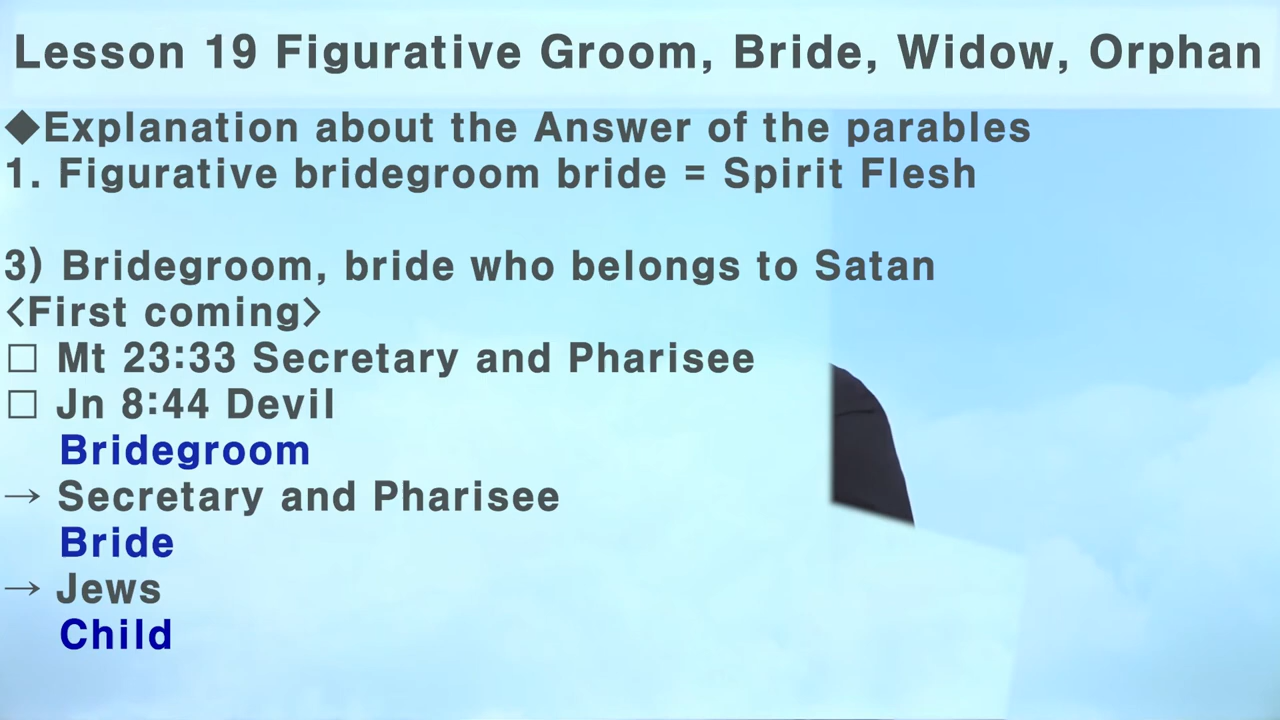 Lesson 19 Figurative Groom, Bride, Widow, Orphan
◆Explanation about the Answer of the parables
1. Figurative bridegroom bride = Spirit Flesh
3) Bridegroom, bride who belongs to Satan
<First coming>
□ Mt 23:33 Secretary and Pharisee
□ Jn 8:44 Devil
Bridegroom
→ Secretary and Pharisee
Bride
→ Jews
Child